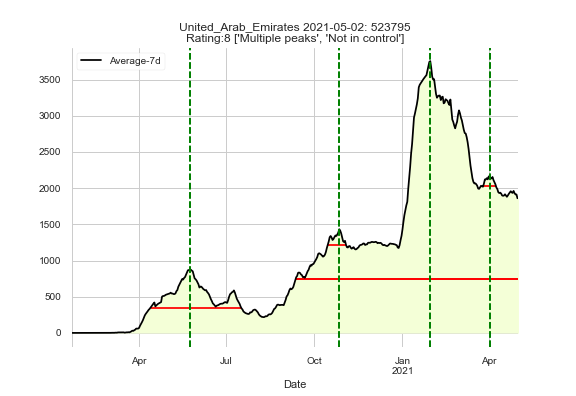 United_Arab_Emirates 2021-05-02: 523795
Rating:8 ['Multiple peaks', 'Not in control']
Average-7d
3500
3000
2500
2000
1500
1000
500
0
Apr Jul Oct Jan Apr
2021
Date